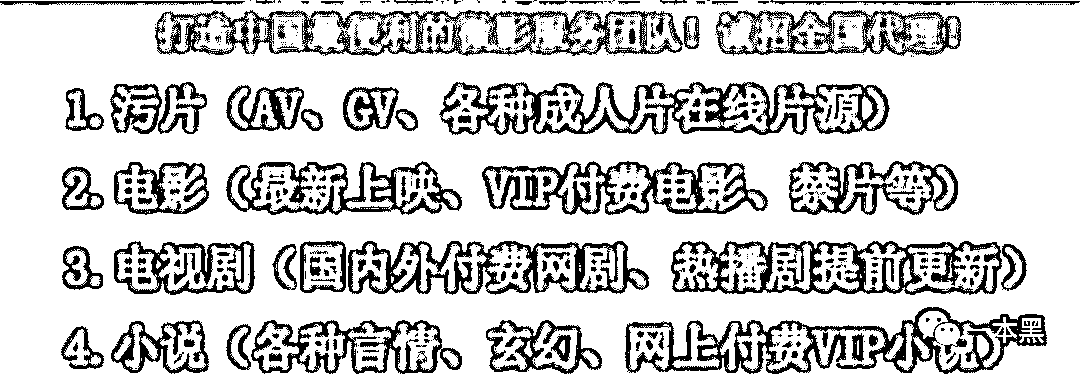 打造中国最便利的微影服务团队！诚招全国代理！
1. 污片（AV、GV、各种成人片在线片源）
2. 电影（最新上映、VIP付费电影、禁片等）
3. 电视剧（国内外付费网剧、热播剧提前更新）
4. 小说（各种言情、玄幻、网上付费VIP小说）
一本黑